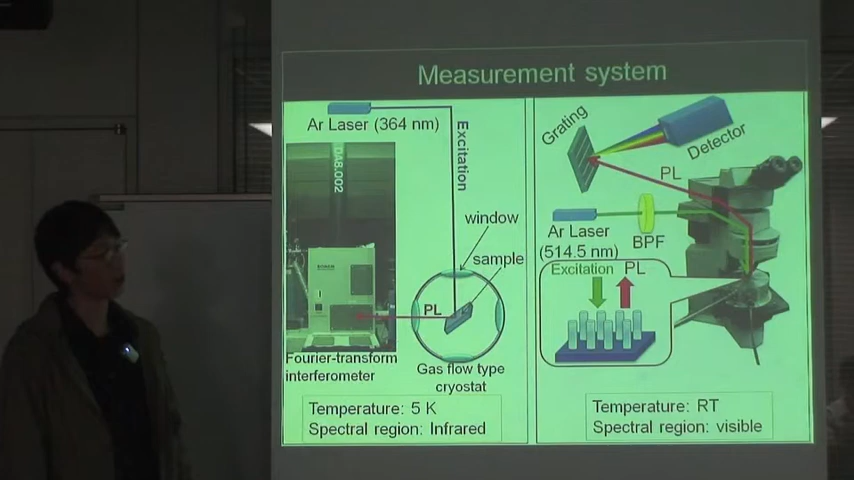 Measurement system
Ar Laser (364 nm)
Excitation
DA8.002
window
sample
PL
Fourier-transform
interferometer
Gas flow type
cryostat
Temperature: 5 K
Spectral region: Infrared
Grating
Detector
PL
Ar Laser
(514.5 nm)
BPF
Excitation PL
Temperature: RT
Spectral region: visible